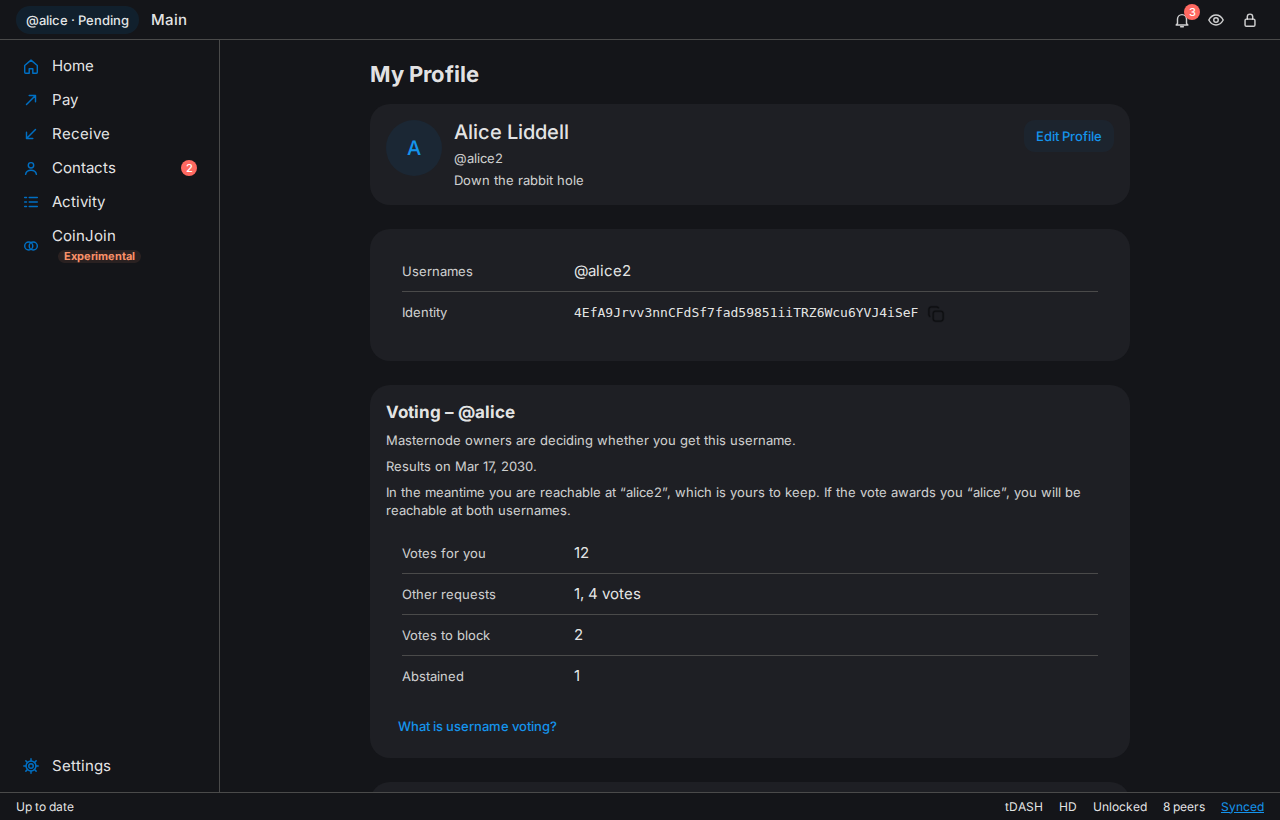 @alice · Pending
Main
3
Home
Pay
Receive
Contacts
2
Activity
CoinJoin
Experimental
Settings
My Profile
A
Alice Liddell
@alice2
Down the rabbit hole
Edit Profile
Usernames @alice2
Identity 4EfA9Jrvv3nnCFdSf7fad59851iiTRZ6Wcu6YVJ4iSeF
Voting – @alice
Masternode owners are deciding whether you get this username.
Results on Mar 17, 2030.
In the meantime you are reachable at “alice2”, which is yours to keep. If the vote awards you “alice”, you will be
reachable at both usernames.
Votes for you 12
Other requests 1, 4 votes
Votes to block 2
Abstained 1
What is username voting?
Up to date
tDASH HD Unlocked 8 peers Synced